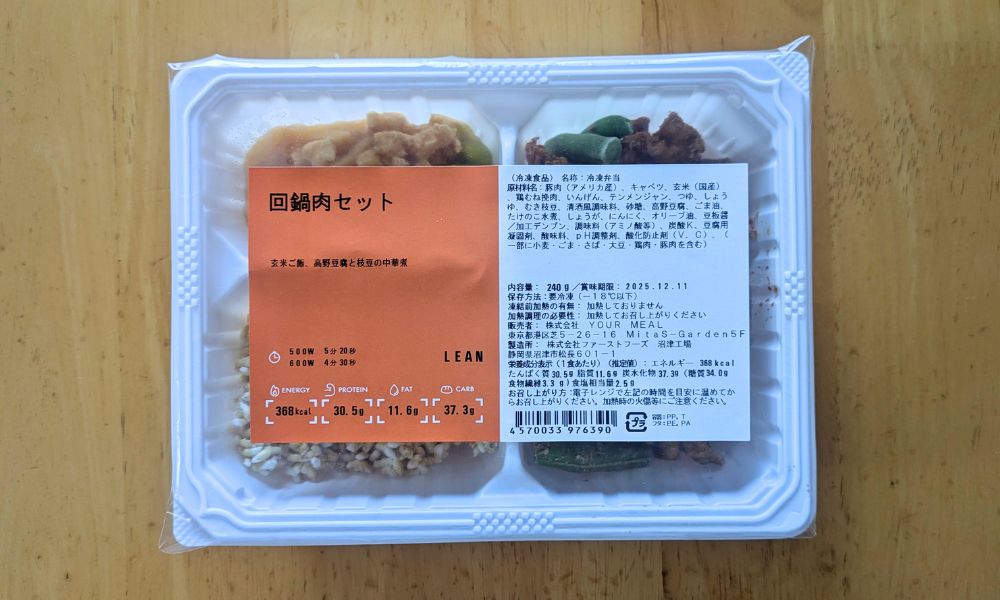 回鍋肉セット
玄米ご飯、高野豆腐と枝豆の中華煮
500W 5分20秒
600W 4分30秒
LEAN
ENERGY PROTEIN FAT CARB
368kcal 30.5g 11.6g 37.3g
〈冷凍食品〉 名称：冷凍弁当
原材料名：豚肉（アメリカ産）、キャベツ、玄米（国産）
、鶏むね挽肉、いんげん、テンメンジャン、つゆ、しょう
ゆ、むき枝豆、清酒風調味料、砂糖、高野豆腐、ごま油、
たけのこ水煮、しょうが、にんにく、オリーブ油、豆板醤
／加工デンプン、調味料（アミノ酸等）、炭酸K、豆腐用
凝固剤、酸味料、pH調整剤、酸化防止剤（V．C）、（
一部に小麦・ごま・さば・大豆・鶏肉・豚肉を含む）
内容量： 240g／賞味期限：2025.12.11
保存方法：要冷凍（－18℃以下）
凍結前加熱の有無： 加熱しておりません
加熱調理の必要性： 加熱してお召し上がりください
販売者： 株式会社 YOUR MEAL
東京都港区芝5－26－16 MitaS－Garden5F
製造所： 株式会社ファーストフーズ 沼津工場
静岡県沼津市松長601－1
栄養成分表示（1食あたり）（推定値）： エネルギー 368kcal
たんぱく質30.5g 脂質11.6g 炭水化物37.3g（糖質34.0g
食物繊維3.3g）食塩相当量2.5g
お召し上がり方：電子レンジで左記の時間を目安に温めてか
らお召し上がりください。加熱時の火傷等にご注意ください。
4570033 976390
プラ
容器：PP，T
フタ：PE，PA